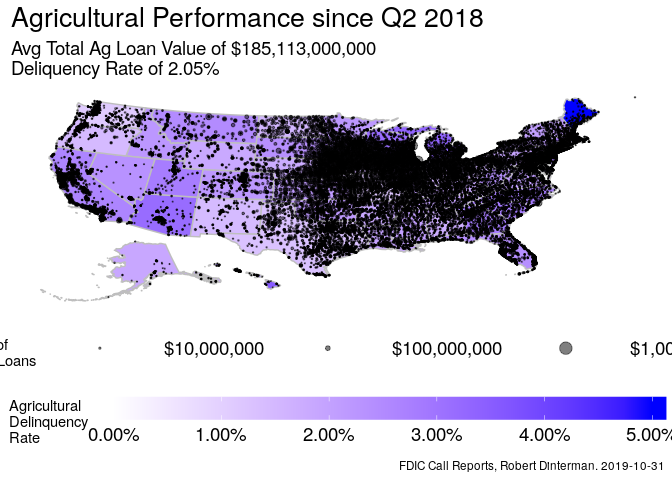 Agricultural Performance since Q2 2018
Avg Total Ag Loan Value of $185,113,000,000
Deliquency Rate of 2.05%
of
Loans
$10,000,000 $100,000,000 $1,00
Agricultural
Delinquency
Rate
0.00% 1.00% 2.00% 3.00% 4.00% 5.00%
FDIC Call Reports, Robert Dinterman. 2019-10-31